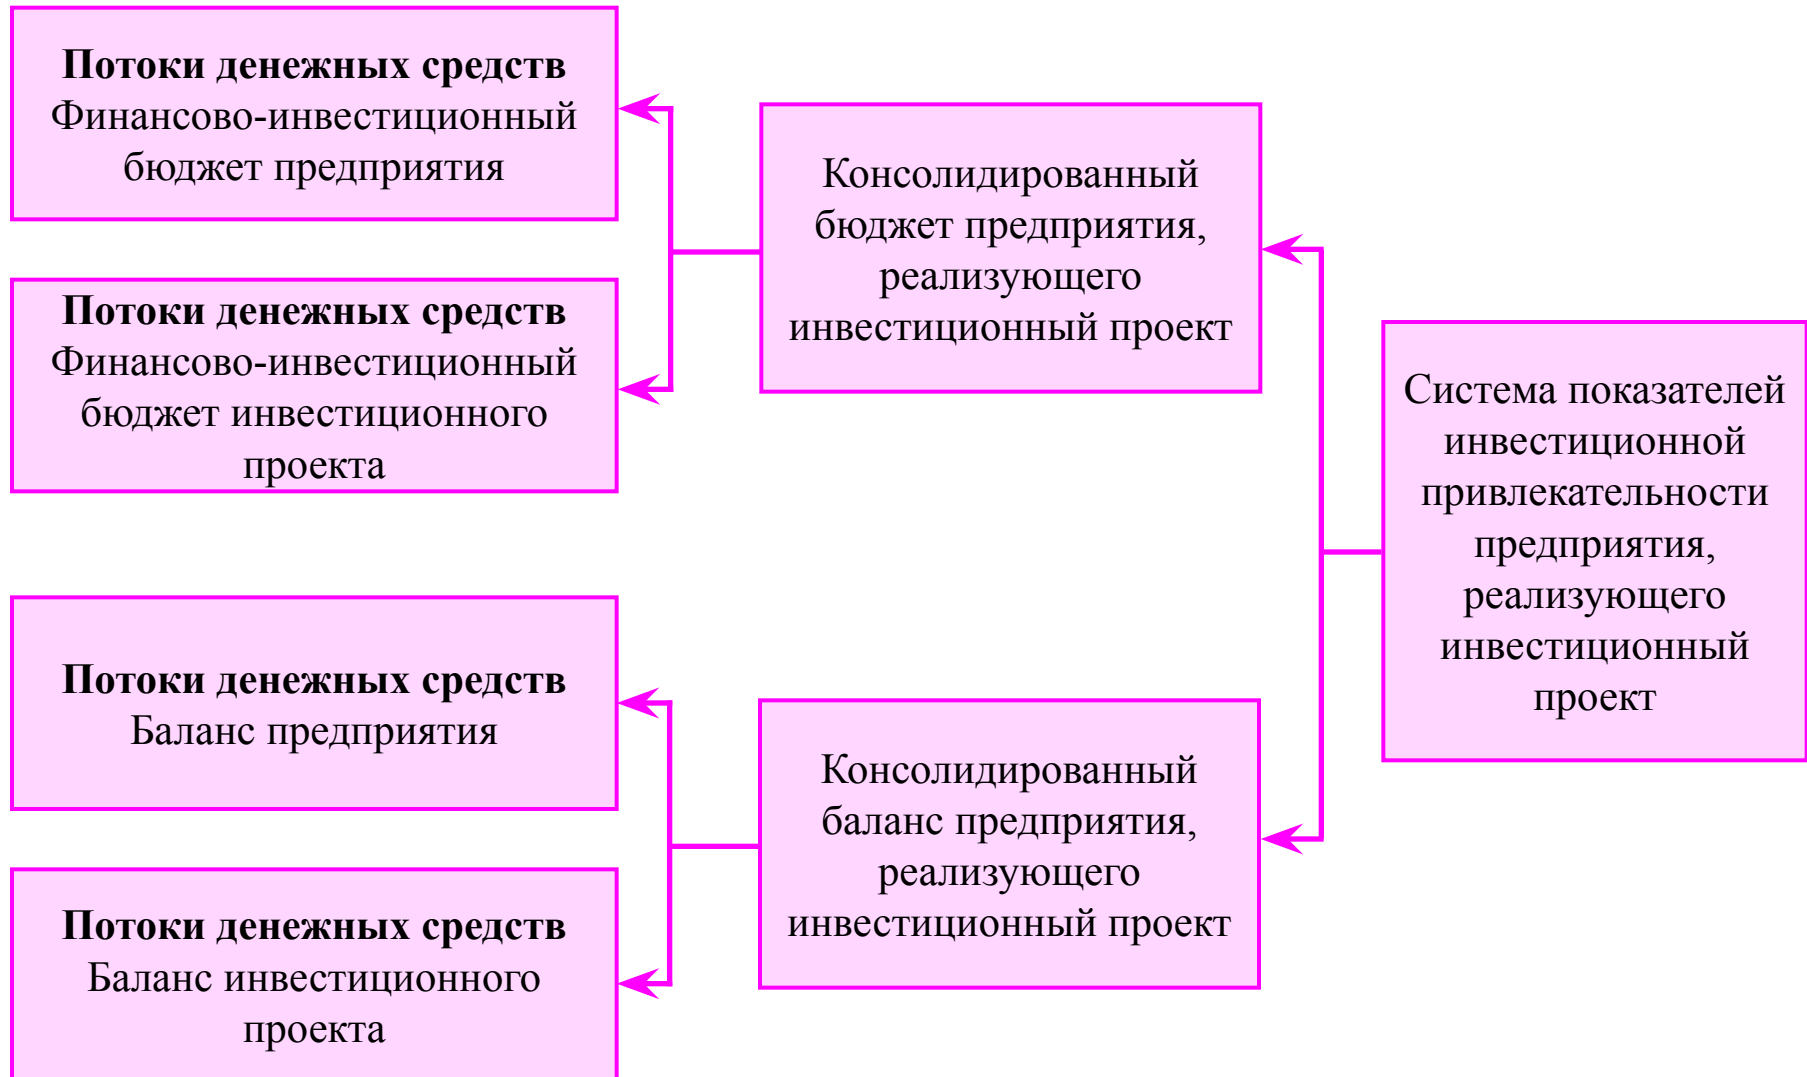 Потоки денежных средств
Финансово-инвестиционный
бюджет предприятия
Потоки денежных средств
Финансово-инвестиционный
бюджет инвестиционного
проекта
Потоки денежных средств
Баланс предприятия
Потоки денежных средств
Баланс инвестиционного
проекта
Консолидированный
бюджет предприятия,
реализующего
инвестиционный проект
Консолидированный
баланс предприятия,
реализующего
инвестиционный проект
Система показателей
инвестиционной
привлекательности
предприятия,
реализующего
инвестиционный
проект